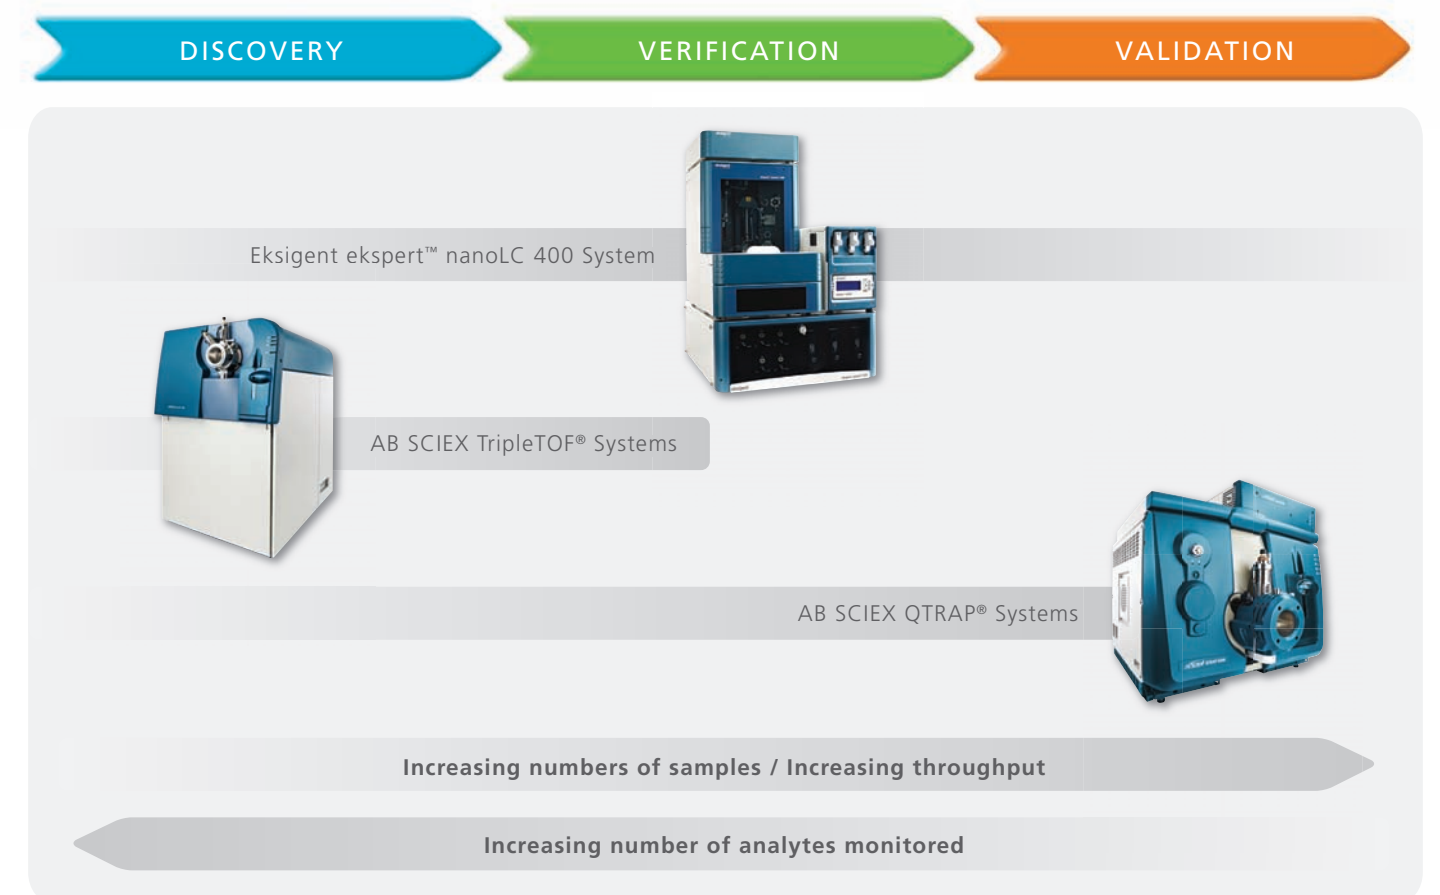 DISCOVERY
VERIFICATION
VALIDATION
Eksigent ekspert™ nanoLC 400 System
AB SCIEX TripleTOF® Systems
AB SCIEX QTRAP® Systems
Increasing numbers of samples / Increasing throughput
Increasing number of analytes monitored